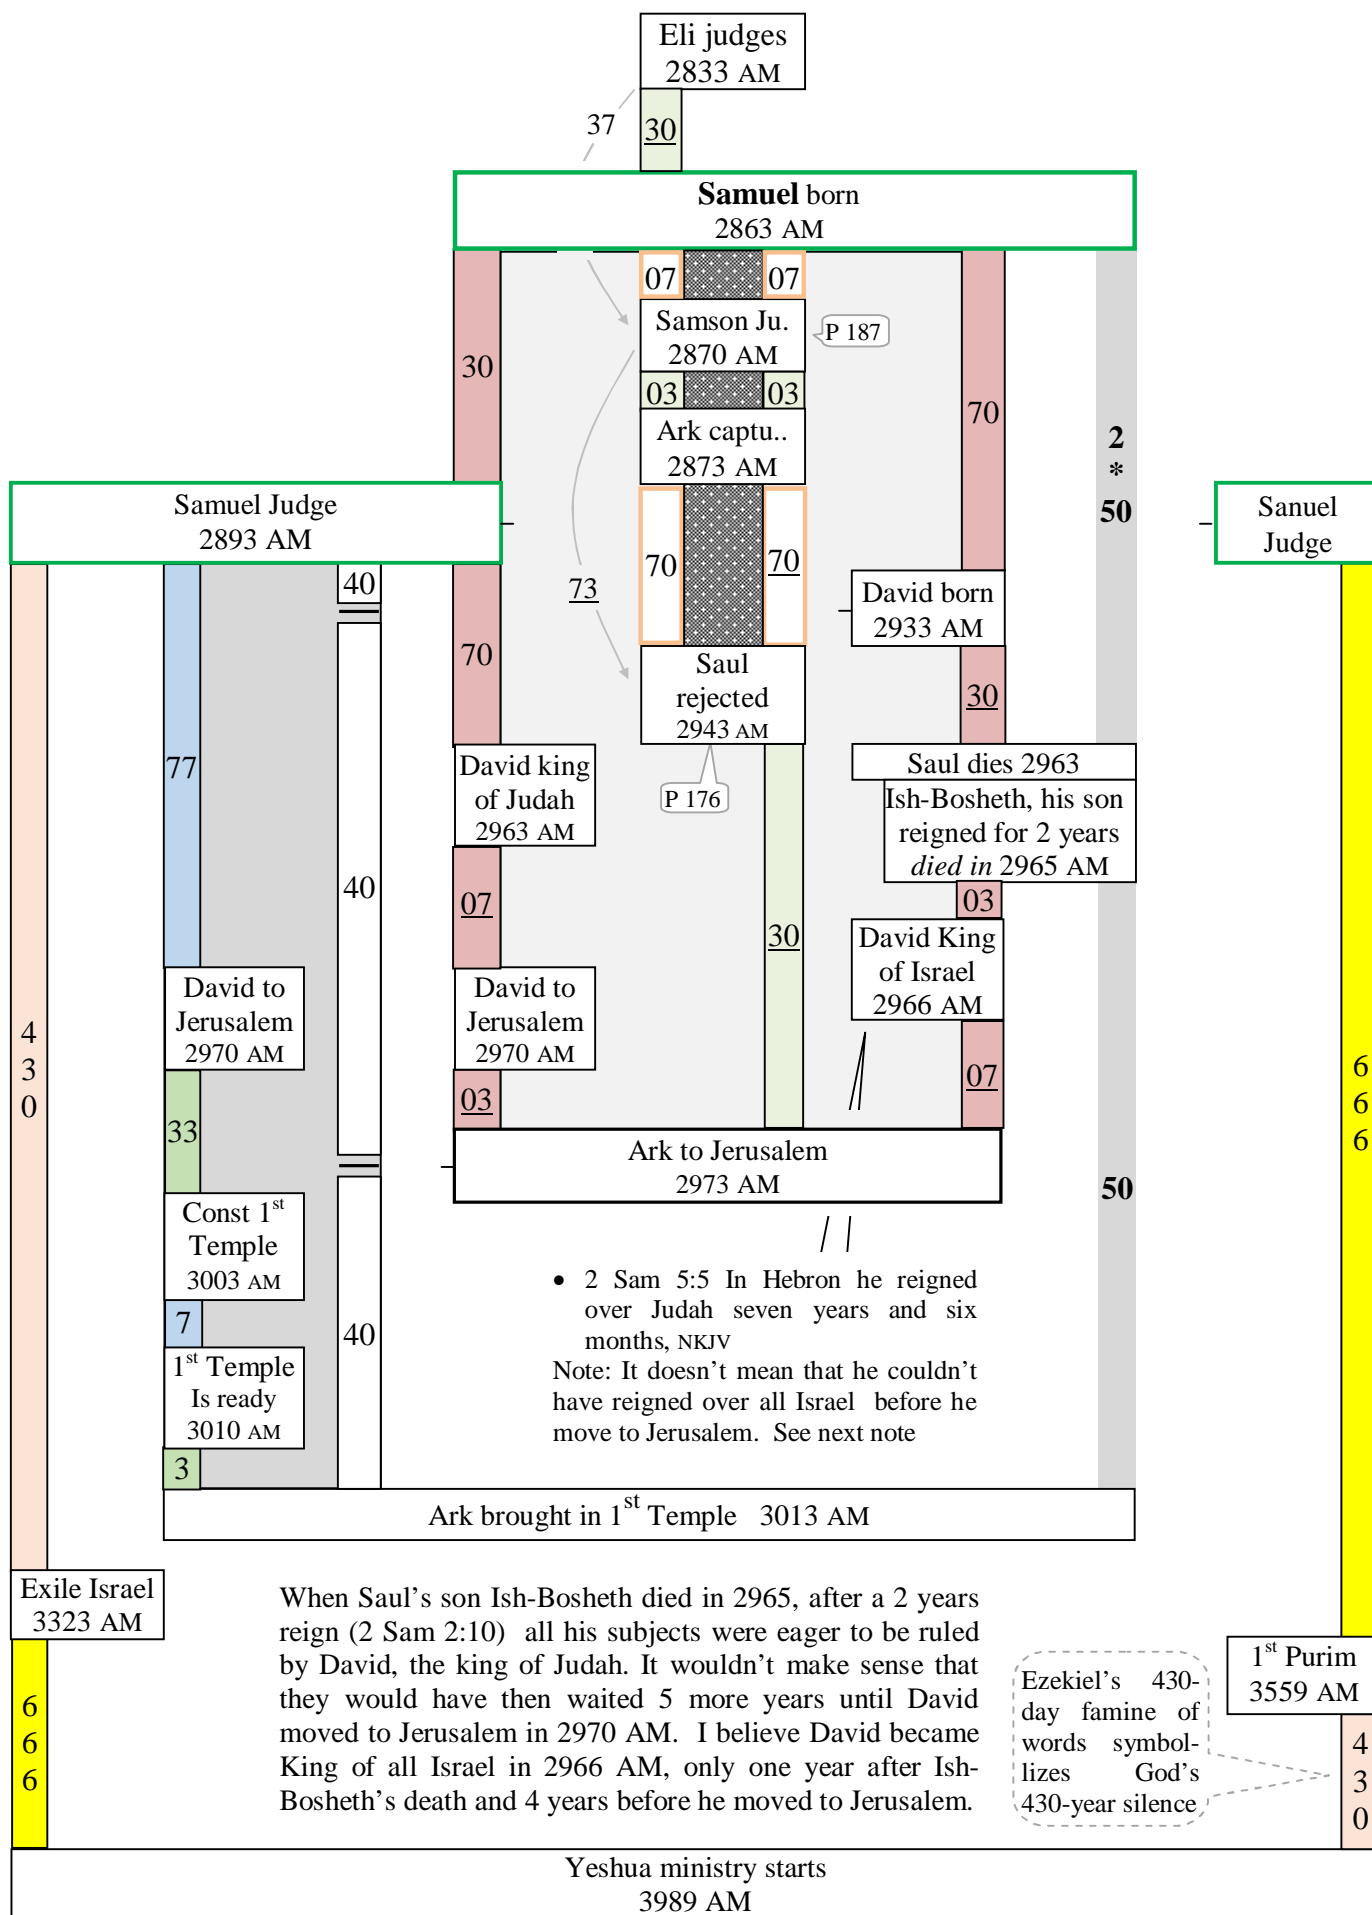 Eli judges
2833 AM
37
30
Samuel born
2863 AM
07
07
Samson Ju.
2870 AM
P 187
30
03
03
70
Ark captu..
2873 AM
2
*
50
Samuel Judge
2893 AM
Sanuel
Judge
70
70
73
40
David born
2933 AM
70
Saul
rejected
2943 AM
30
77
David king
of Judah
2963 AM
P 176
Saul dies 2963
Ish-Bosheth, his son
reigned for 2 years
died in 2965 AM
40
07
03
30
David King
of Israel
2966 AM
David to
Jerusalem
2970 AM
David to
Jerusalem
2970 AM
4
3
0
03
07
6
6
6
33
Ark to Jerusalem
2973 AM
50
Const 1st
Temple
3003 AM
• 2 Sam 5:5 In Hebron he reigned
over Judah seven years and six
months, NKJV
Note: It doesn’t mean that he couldn’t
have reigned over all Israel before he
move to Jerusalem. See next note
7
40
1st Temple
Is ready
3010 AM
3
Ark brought in 1st Temple 3013 AM
Exile Israel
3323 AM
When Saul’s son Ish-Bosheth died in 2965, after a 2 years
reign (2 Sam 2:10) all his subjects were eager to be ruled
by David, the king of Judah. It wouldn’t make sense that
they would have then waited 5 more years until David
moved to Jerusalem in 2970 AM. I believe David became
King of all Israel in 2966 AM, only one year after Ish-
Bosheth’s death and 4 years before he moved to Jerusalem.
1st Purim
3559 AM
Ezekiel’s 430-
day famine of
words symbol-
lizes God’s
430-year silence
6
6
6
4
3
0
Yeshua ministry starts
3989 AM